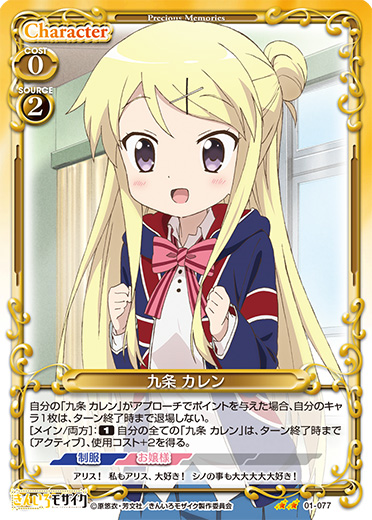 Precious Memories
Character
COST
0
SOURCE
2
九条 カレン
自分の「九条 カレン」がアプローチでポイントを与えた場合、自分のキャ
ラ1枚は、ターン終了時まで退場しない。
[メイン/両方]:1 自分の全ての「九条 カレン」は、ターン終了時まで
〔アクティブ〕、使用コスト+2を得る。
制服 お嬢様
アリス! 私もアリス、大好き! シノの事も大大大大大好き!
きんいろモザイク
©原悠衣・芳文社/きんいろモザイク製作委員会
01-077